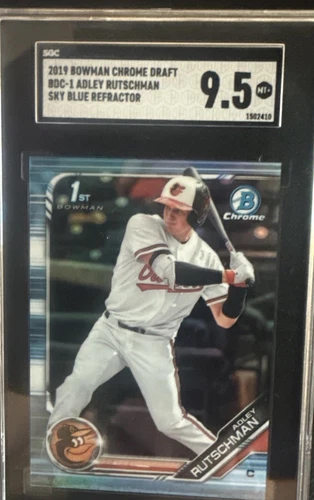 SGC
2019 BOWMAN CHROME DRAFT
BDC-1 ADLEY RUTSCHMAN
SKY BLUE REFRACTOR
9.5
MT+
1502410
1ST
BOWMAN
B
Chrome
ADLEY
RUTSCHMAN
C